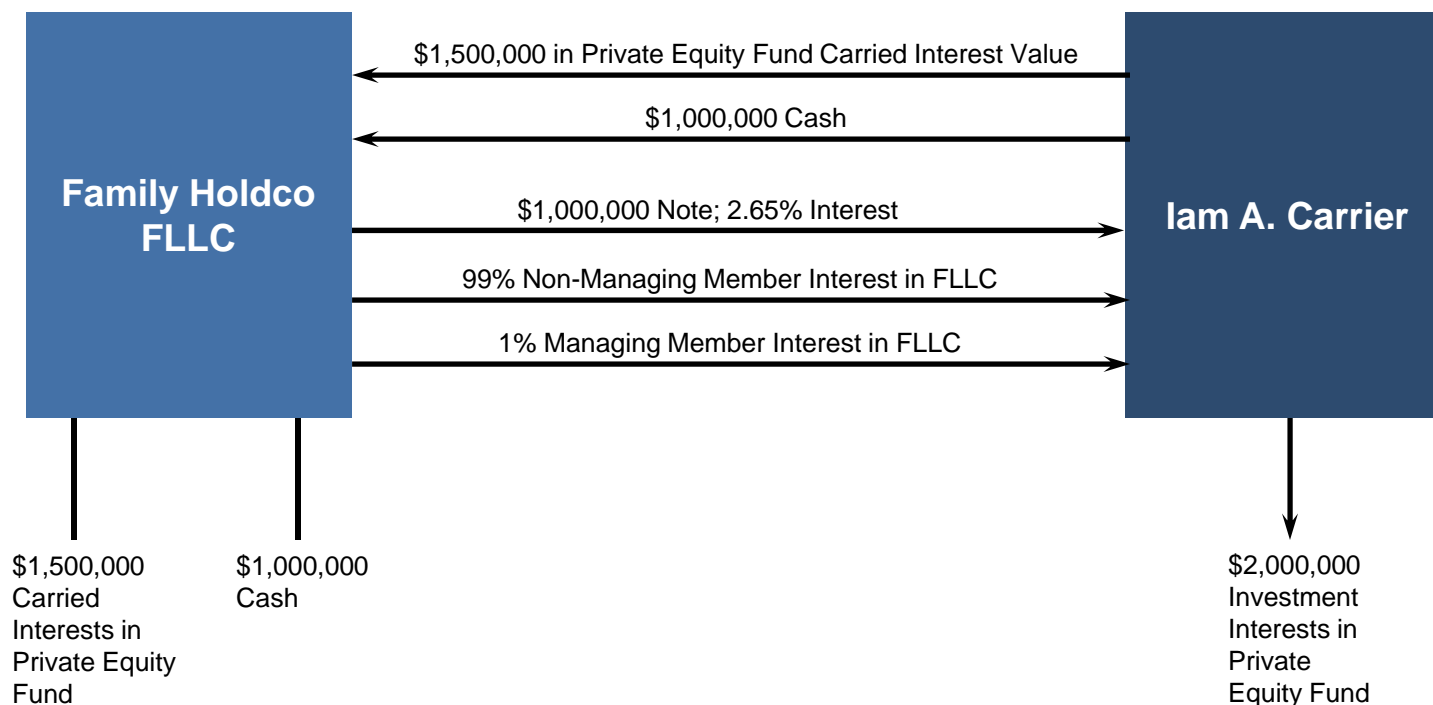 $1,500,000 in Private Equity Fund Carried Interest Value
$1,000,000 Cash
Family Holdco
FLLC
$1,000,000 Note; 2.65% Interest
Iam A. Carrier
99% Non-Managing Member Interest in FLLC
1% Managing Member Interest in FLLC
$1,500,000
Carried
Interests in
Private Equity
Fund
$1,000,000
Cash
$2,000,000
Investment
Interests in
Private
Equity Fund